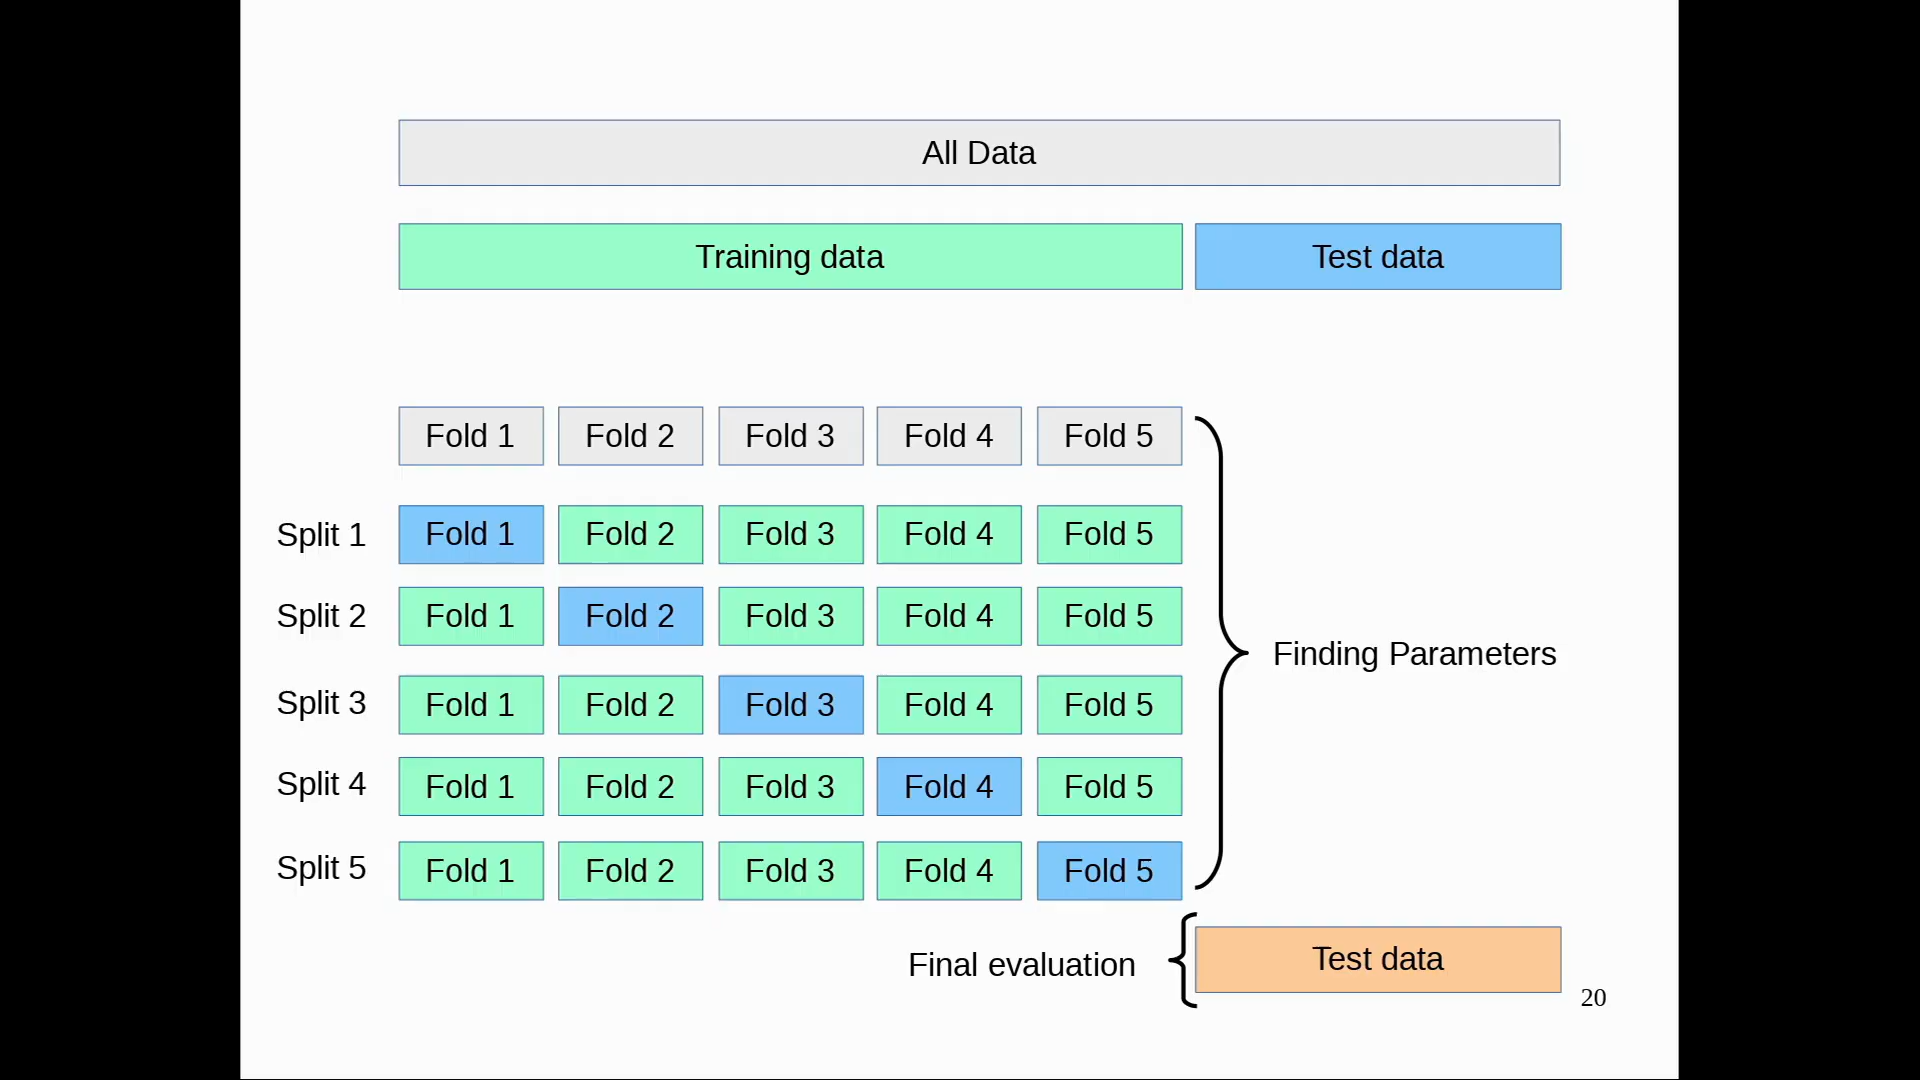 All Data
Training data Test data
Fold 1 Fold 2 Fold 3 Fold 4 Fold 5
Split 1 Fold 1 Fold 2 Fold 3 Fold 4 Fold 5
Split 2 Fold 1 Fold 2 Fold 3 Fold 4 Fold 5
Finding Parameters
Split 3 Fold 1 Fold 2 Fold 3 Fold 4 Fold 5
Split 4 Fold 1 Fold 2 Fold 3 Fold 4 Fold 5
Split 5 Fold 1 Fold 2 Fold 3 Fold 4 Fold 5
Final evaluation Test data
20